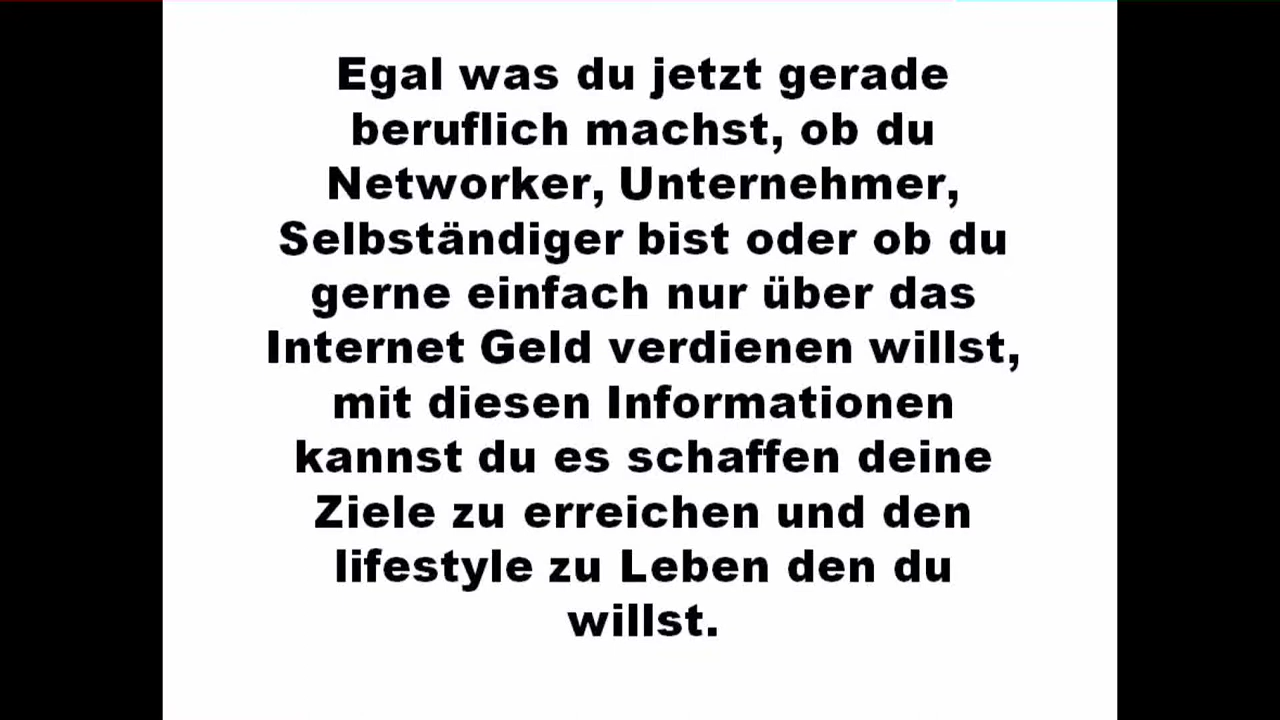 Egal was du jetzt gerade
beruflich machst, ob du
Networker, Unternehmer,
Selbständiger bist oder ob du
gerne einfach nur über das
Internet Geld verdienen willst,
mit diesen Informationen
kannst du es schaffen deine
Ziele zu erreichen und den
lifestyle zu Leben den du
willst.